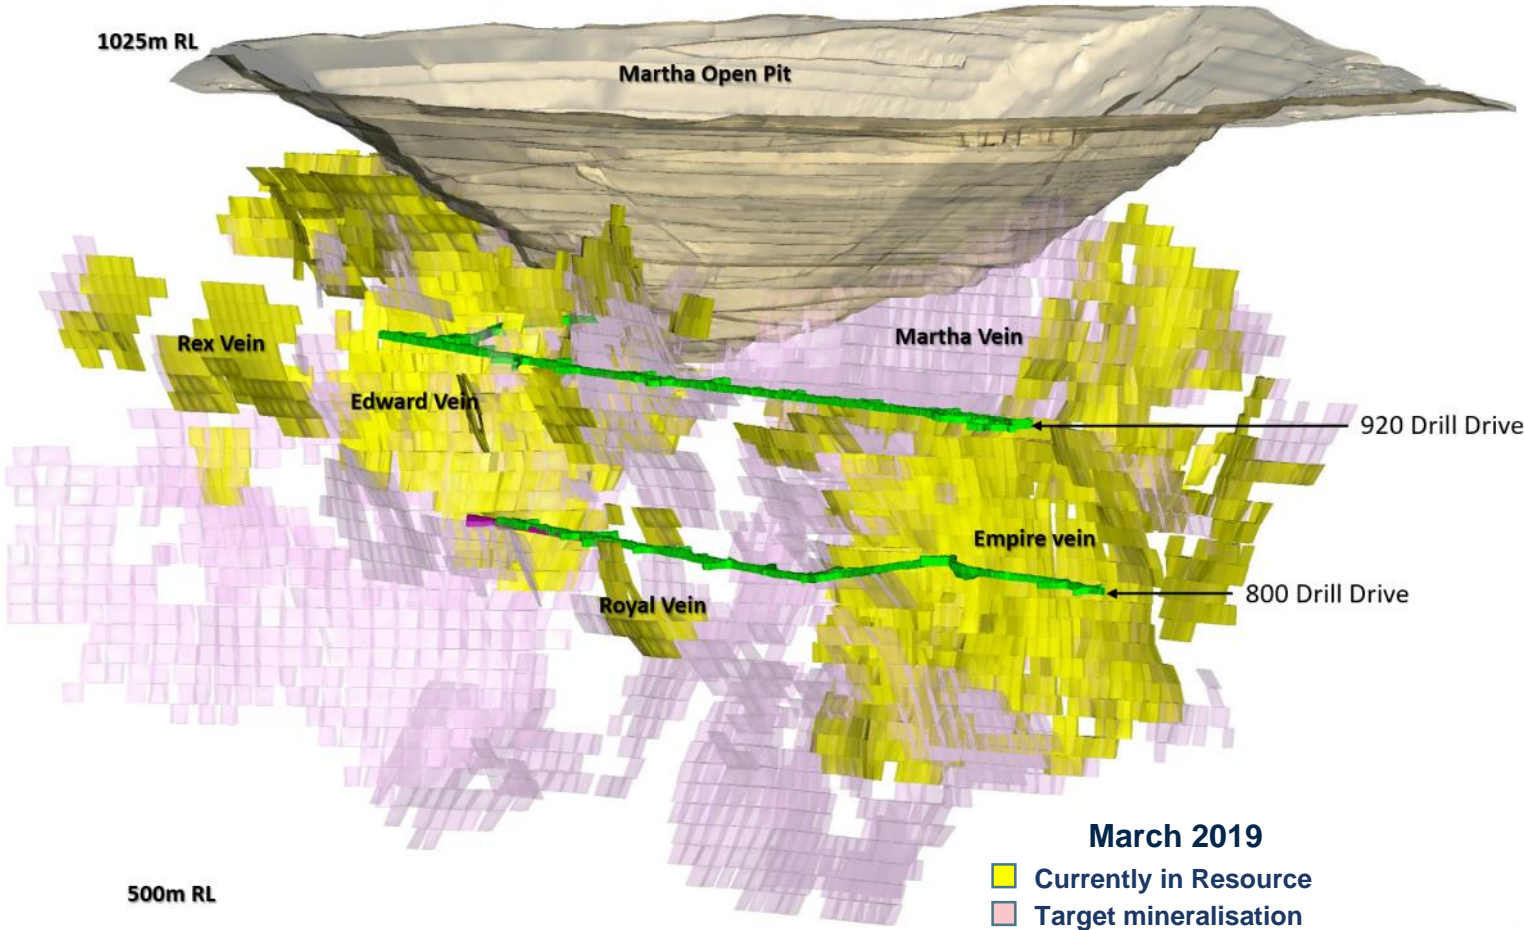 1025m RL
Martha Open Pit
Rex Vein
Martha Vein
Edward Vein
920 Drill Drive
Empire vein
800 Drill Drive
Royal Vein
March 2019
Currently in Resource
500m RL
Target mineralisation